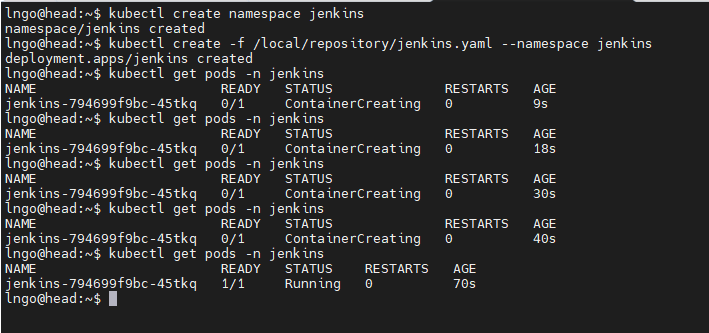 lngo@head:~$ kubectl create namespace jenkins
namespace/jenkins created
lngo@head:~$ kubectl create -f /local/repository/jenkins.yaml --namespace jenkins
deployment.apps/jenkins created
lngo@head:~$ kubectl get pods -n jenkins
NAME                       READY   STATUS              RESTARTS   AGE
jenkins-794699f9bc-45tkq   0/1     ContainerCreating   0          9s
lngo@head:~$ kubectl get pods -n jenkins
NAME                       READY   STATUS              RESTARTS   AGE
jenkins-794699f9bc-45tkq   0/1     ContainerCreating   0          18s
lngo@head:~$ kubectl get pods -n jenkins
NAME                       READY   STATUS              RESTARTS   AGE
jenkins-794699f9bc-45tkq   0/1     ContainerCreating   0          30s
lngo@head:~$ kubectl get pods -n jenkins
NAME                       READY   STATUS              RESTARTS   AGE
jenkins-794699f9bc-45tkq   0/1     ContainerCreating   0          40s
lngo@head:~$ kubectl get pods -n jenkins
NAME                       READY   STATUS    RESTARTS   AGE
jenkins-794699f9bc-45tkq   1/1     Running   0          70s
lngo@head:~$